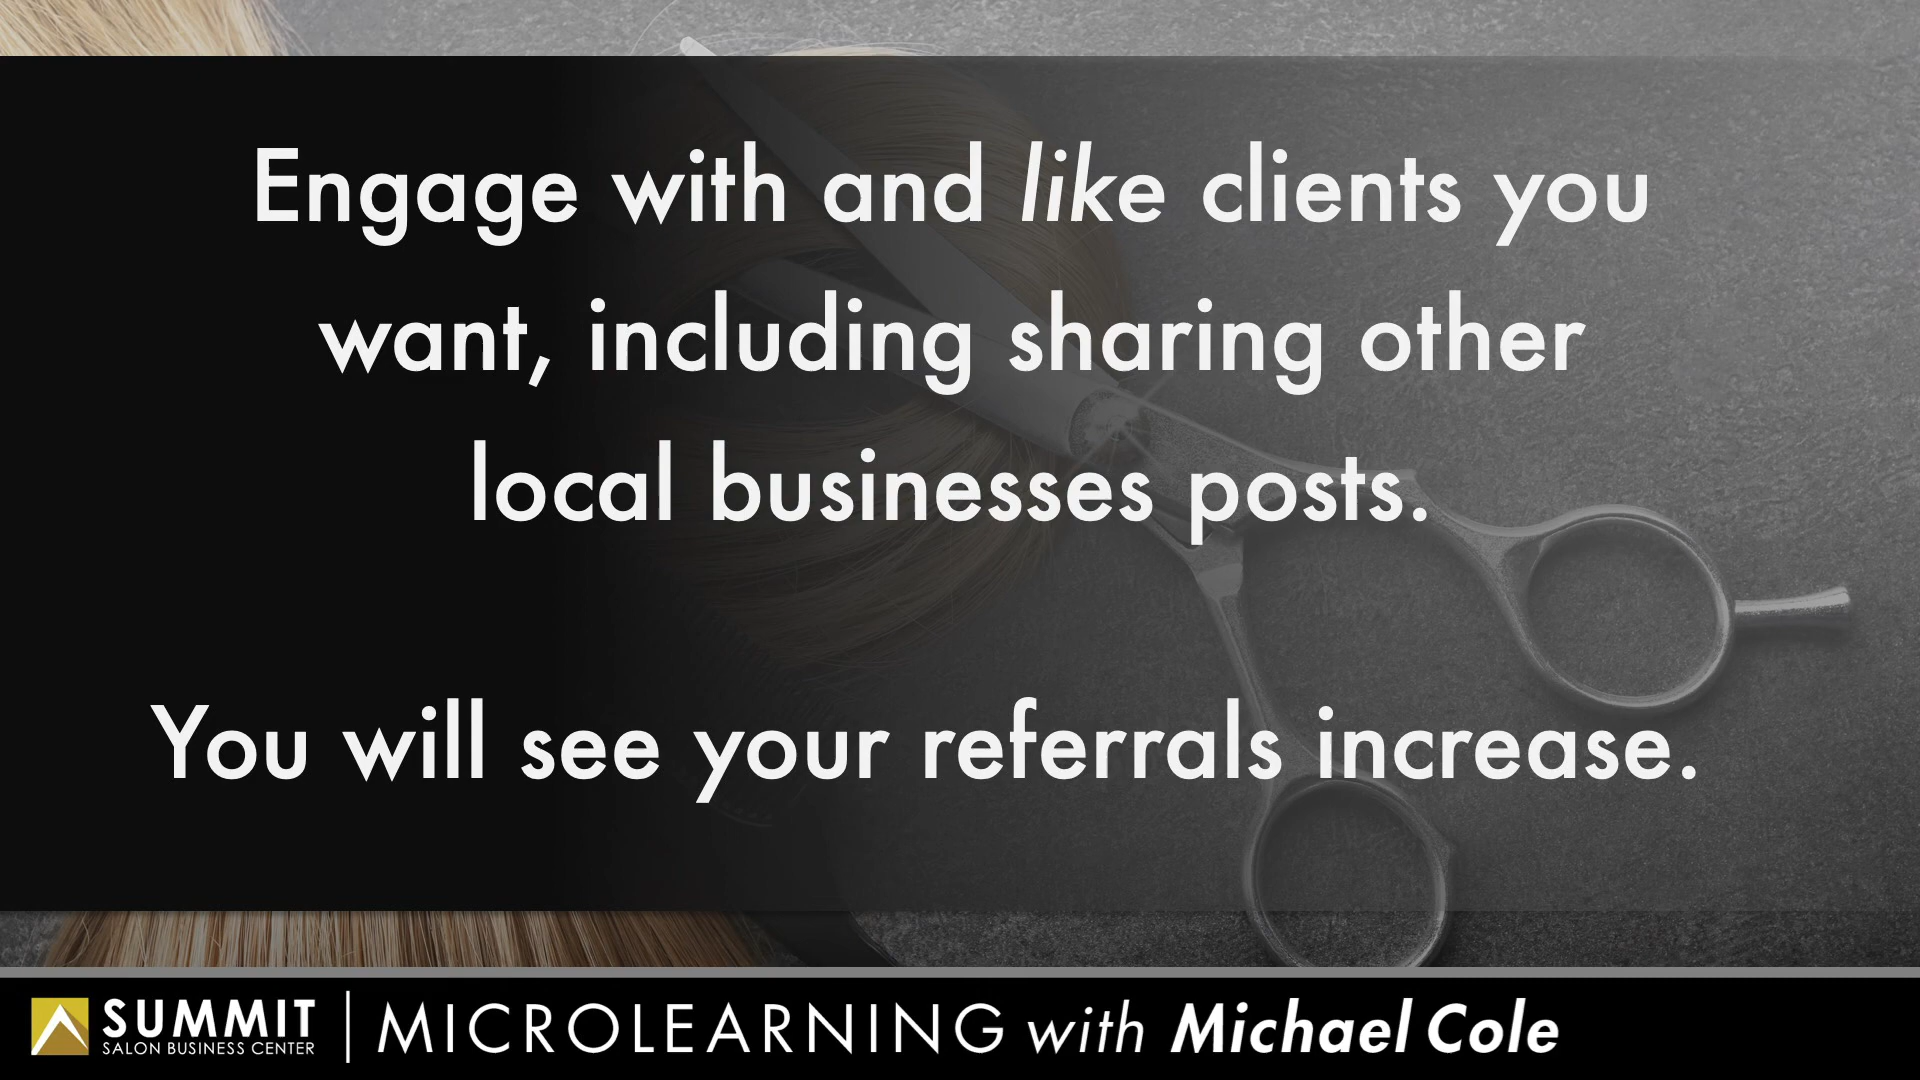 Engage with and like clients you
want, including sharing other
local businesses posts.
You will see your referrals increase.
SUMMIT
SALON BUSINESS CENTER
MICROLEARNING with Michael Cole